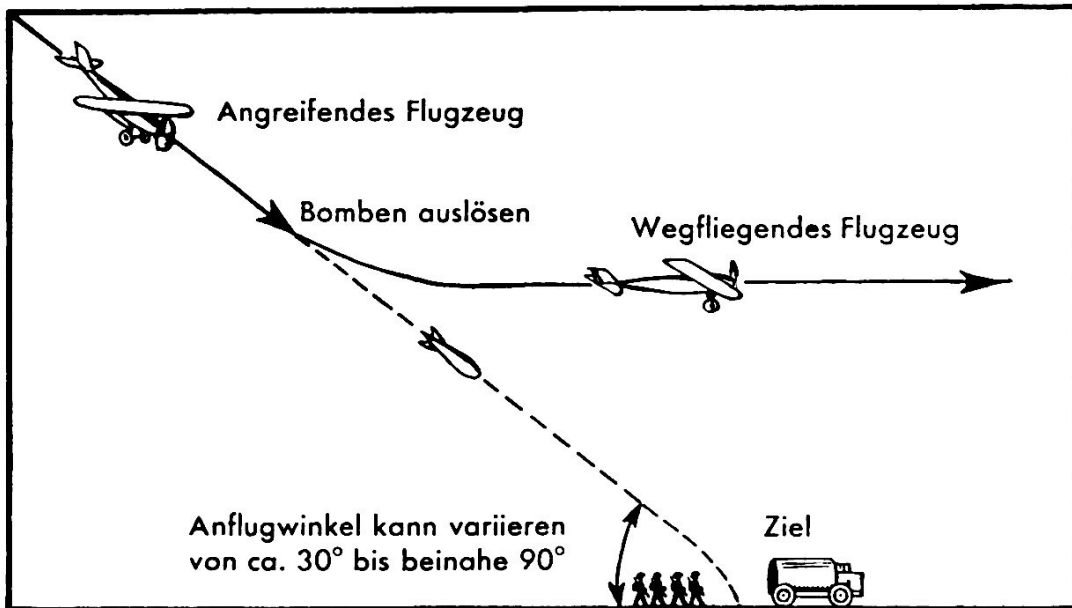 Angreifendes Flugzeug
Bomben auslösen
Wegfliegendes Flugzeug
Anflugwinkel kann variieren
von ca. 30° bis beinahe 90°
Ziel